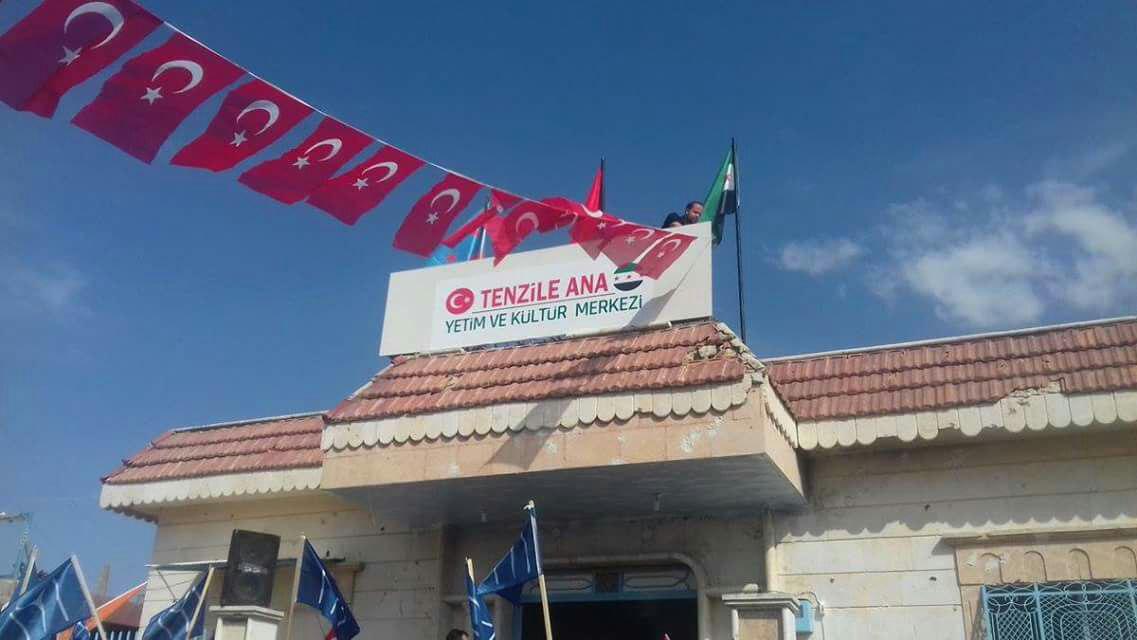 TENZİLE ANA
YETİM VE KÜLTÜR MERKEZİ